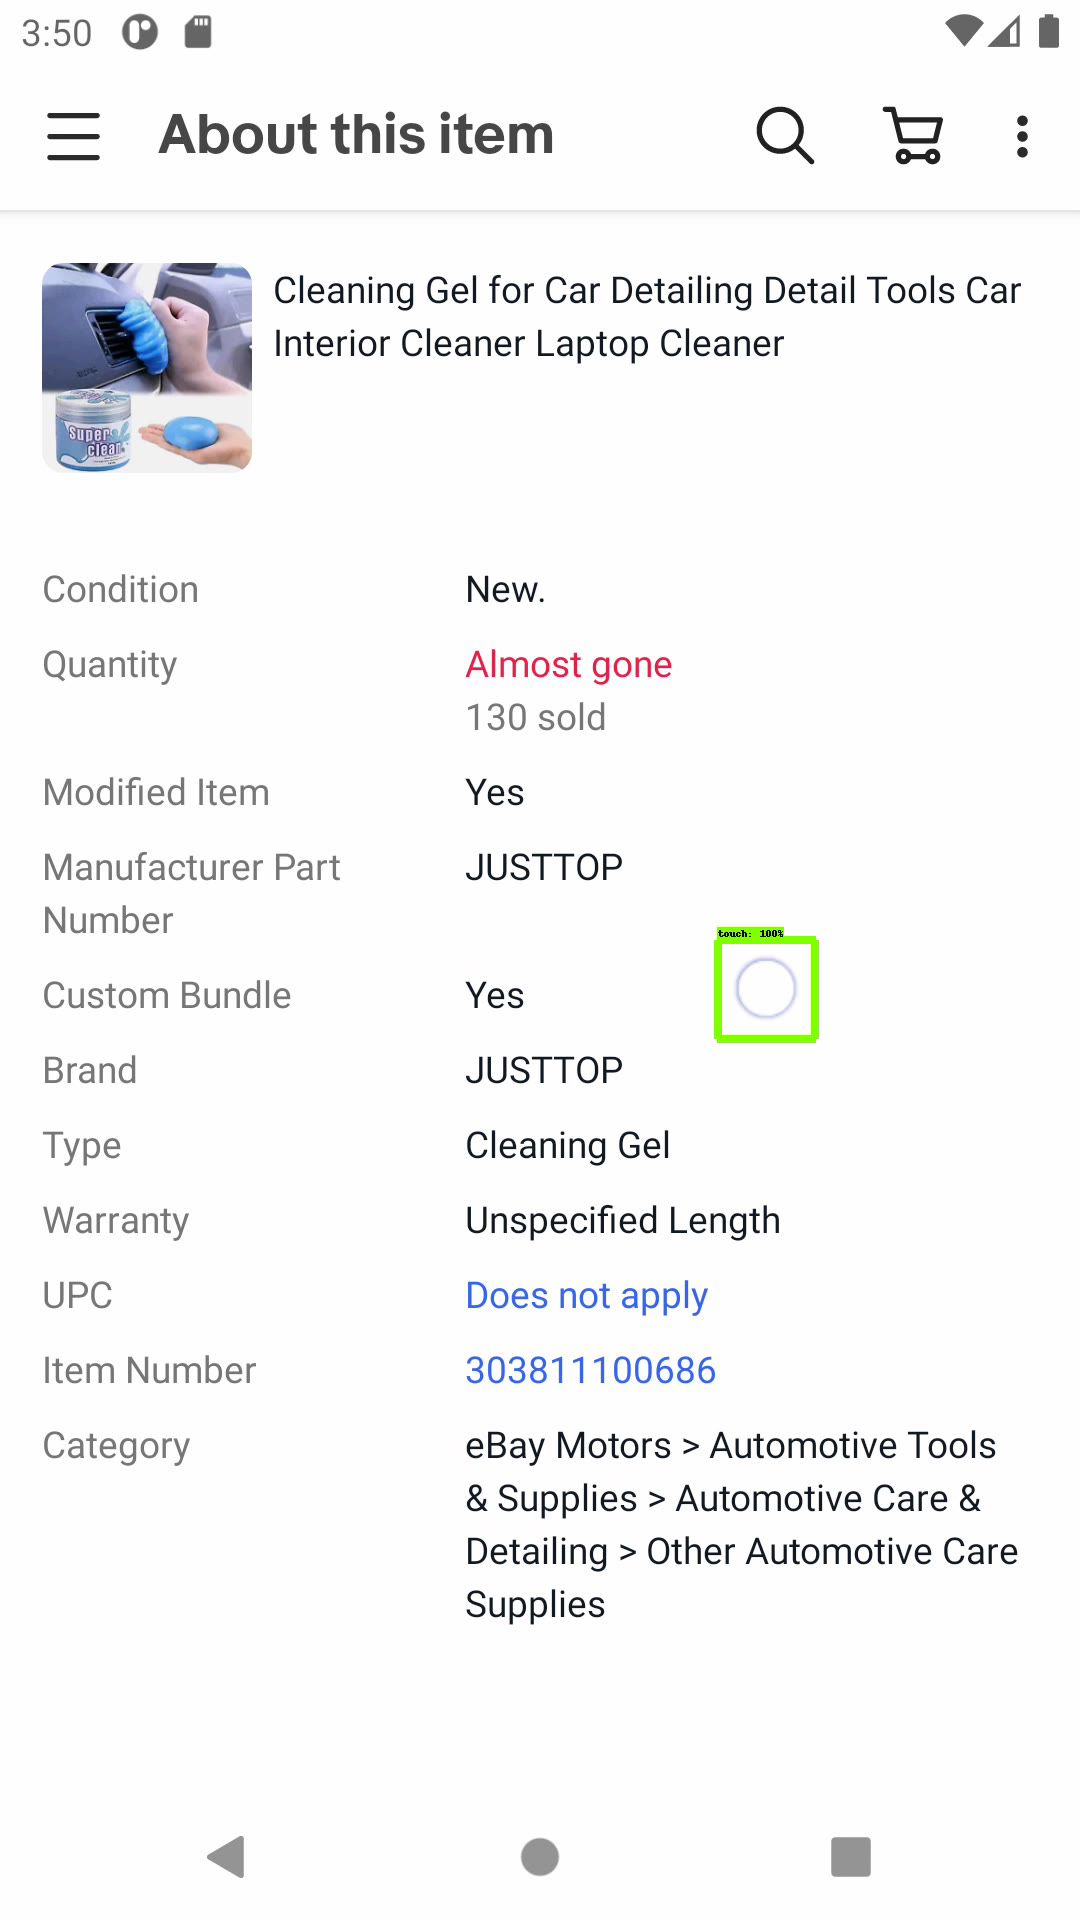 3:50
About this item
Cleaning Gel for Car Detailing Detail Tools Car
Interior Cleaner Laptop Cleaner
Super
clean
Condition
New.
Quantity
Almost gone
130 sold
Modified Item
Yes
Manufacturer Part
Number
JUSTTOP
touch: 100%
Custom Bundle
Yes
Brand
JUSTTOP
Type
Cleaning Gel
Warranty
Unspecified Length
UPC
Does not apply
Item Number
303811100686
Category
eBay Motors > Automotive Tools
& Supplies > Automotive Care &
Detailing > Other Automotive Care
Supplies